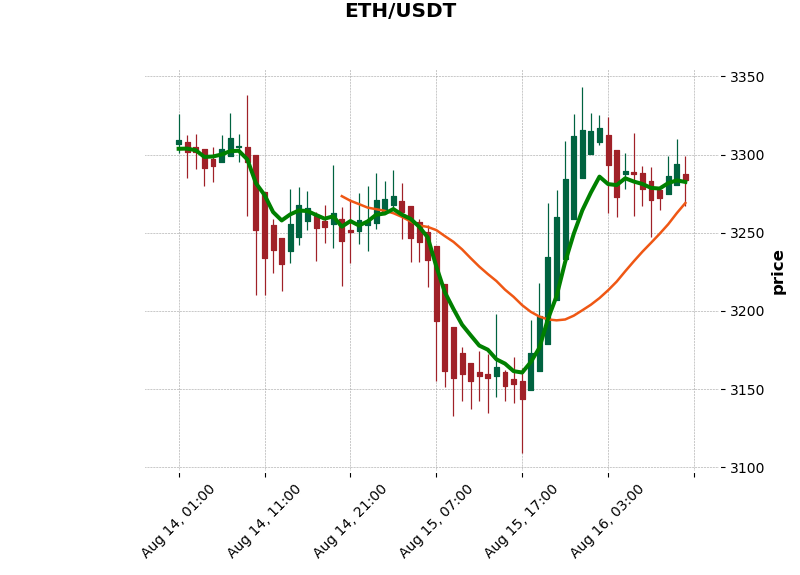 ETH/USDT
3350
3300
3250
3200
3150
3100
price
Aug 14, 01:00
Aug 14, 11:00
Aug 14, 21:00
Aug 15, 07:00
Aug 15, 17:00
Aug 16, 03:00